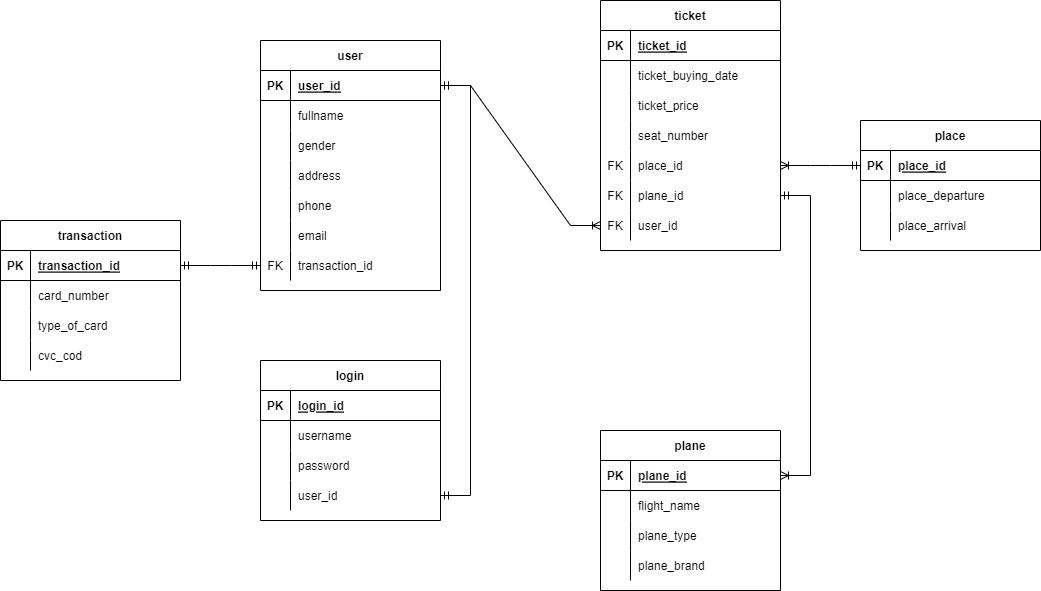 ticket
PK ticket_id
ticket_buying_date
ticket_price
seat_number
FK place_id
FK plane_id
FK user_id
user
PK user_id
fullname
gender
address
phone
email
FK transaction_id
place
PK place_id
place_departure
place_arrival
transaction
PK transaction_id
card_number
type_of_card
cvc_cod
login
PK login_id
username
password
user_id
plane
PK plane_id
flight_name
plane_type
plane_brand